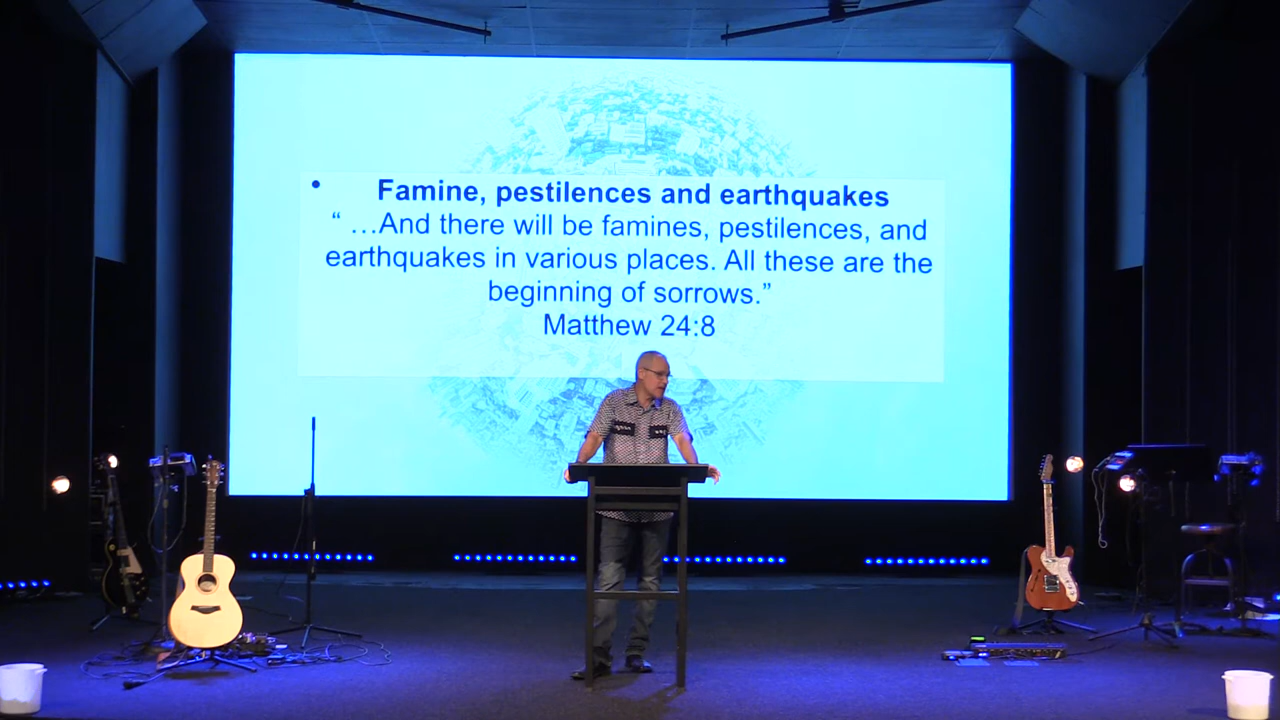 • Famine, pestilences and earthquakes
“ …And there will be famines, pestilences, and
earthquakes in various places. All these are the
beginning of sorrows.”
Matthew 24:8